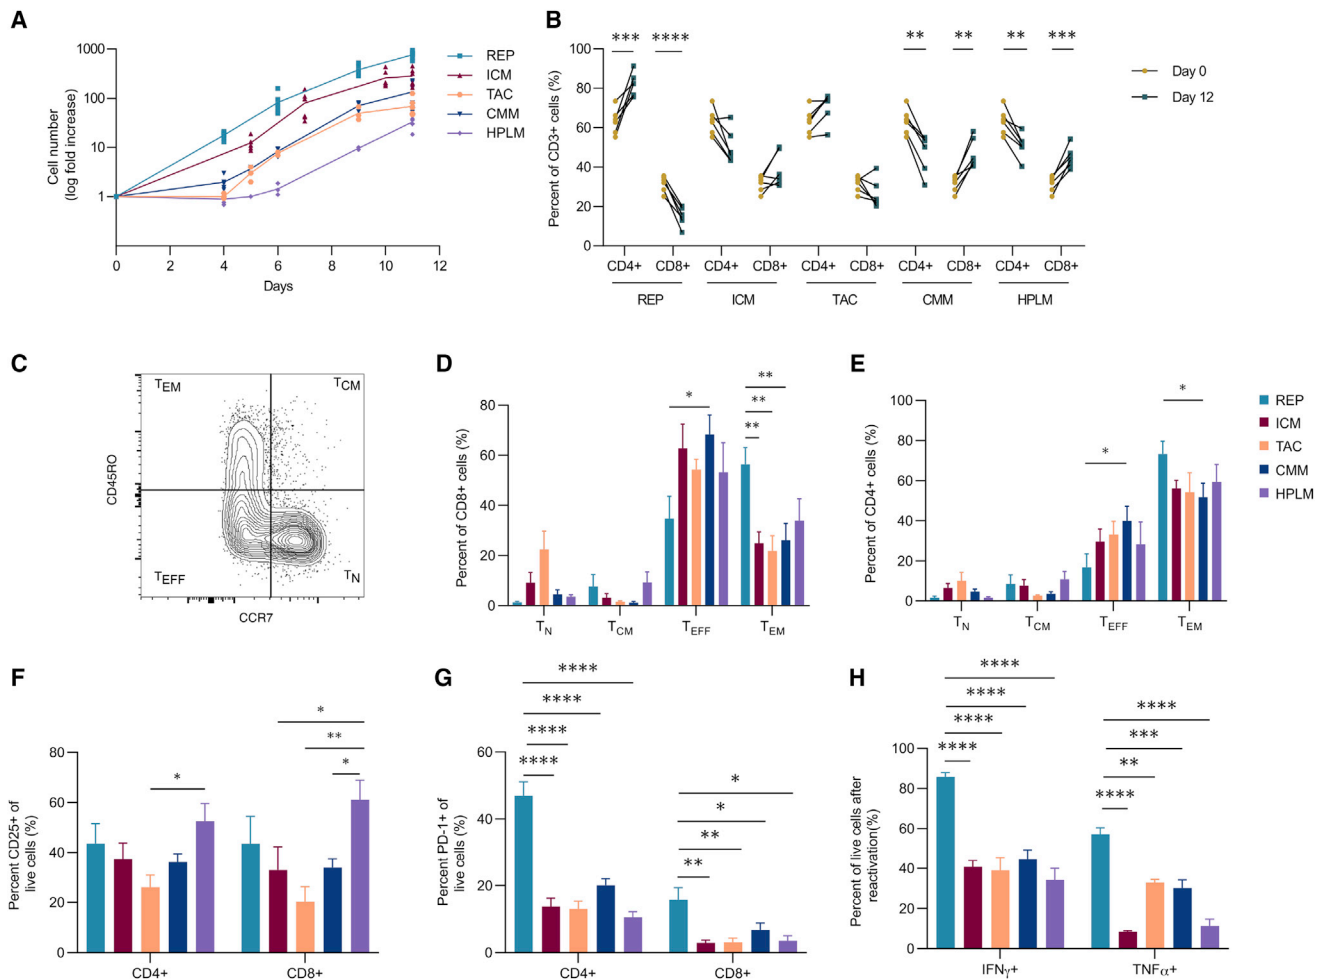 A
1000
100
10
1
Cell number
(log fold increase)
0 2 4 6 8 10 12
Days
REP
ICM
TAC
CMM
HPLM
B
*** **** ** ** ** ***
100
80
60
40
20
0
Percent of CD3+ cells (%)
CD4+ CD8+ CD4+ CD8+ CD4+ CD8+ CD4+ CD8+ CD4+ CD8+
REP ICM TAC CMM HPLM
Day 0
Day 12
C
TEM TCM
TEFF TN
CD45RO
CCR7
D
80
60
40
20
0
Percent of CD8+ cells (%)
*
**
**
**
TN TCM TEFF TEM
E
100
80
60
40
20
0
Percent of CD4+ cells (%)
*
*
TN TCM TEFF TEM
REP
ICM
TAC
CMM
HPLM
F
80
60
40
20
0
Percent CD25+ of
live cells (%)
*
*
**
*
CD4+ CD8+
G
60
40
20
0
Percent PD-1+ of
live cells (%)
****
****
****
****
*
*
**
**
CD4+ CD8+
H
100
80
60
40
20
0
Percent of live cells after
reactivation(%)
****
****
****
****
****
***
**
****
IFNγ+ TNFα+